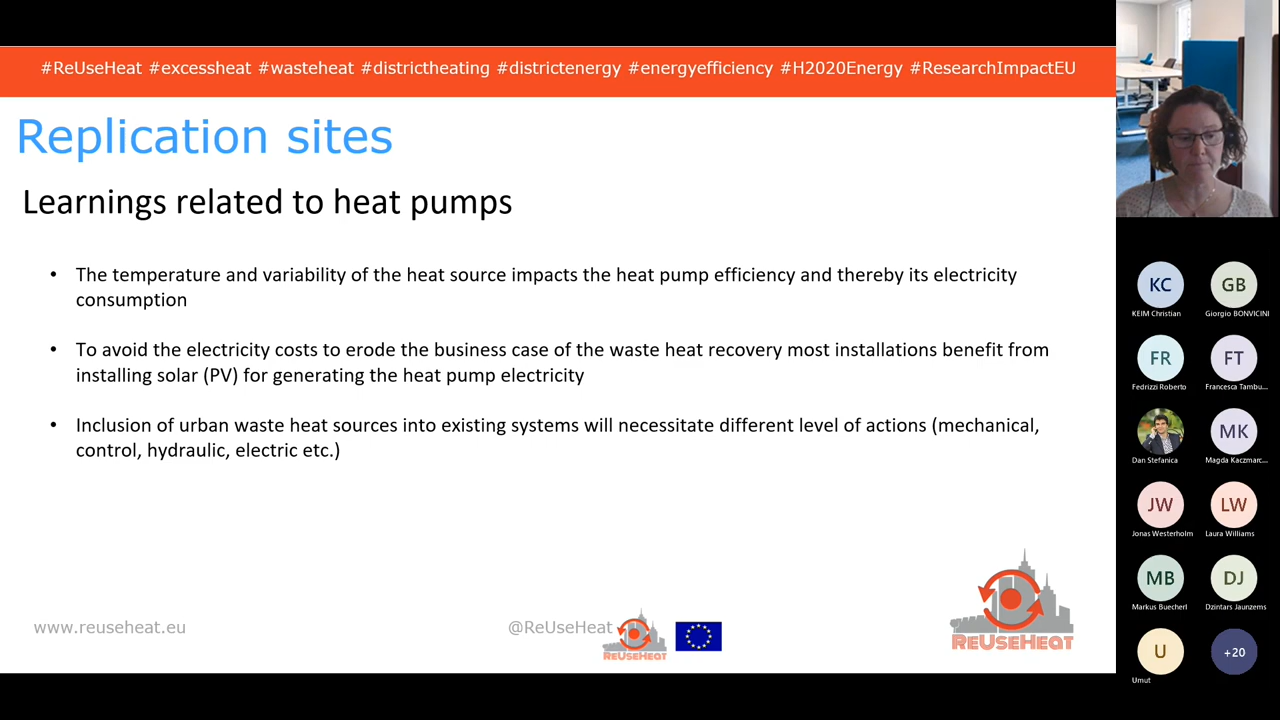 #ReUseHeat #excessheat #wasteheat #districtheating #districtenergy #energyefficiency #H2020Energy #ResearchImpactEU
Replication sites
Learnings related to heat pumps
• The temperature and variability of the heat source impacts the heat pump efficiency and thereby its electricity
consumption
• To avoid the electricity costs to erode the business case of the waste heat recovery most installations benefit from
installing solar (PV) for generating the heat pump electricity
• Inclusion of urban waste heat sources into existing systems will necessitate different level of actions (mechanical,
control, hydraulic, electric etc.)
www.reuseheat.eu
@ReUseHeat
REUSEHEAT
REUSEHEAT
KC
KEIM Christian
GB
Giorgio BONVICINI
FR
Fedrizzi Roberto
FT
Francesca Tambu...
Dan Stefanica
MK
Magda Kaczmarc...
JW
Jonas Westerholm
LW
Laura Williams
MB
Markus Buecherl
DJ
Dzintars Jaunzems
U
Umut
+20